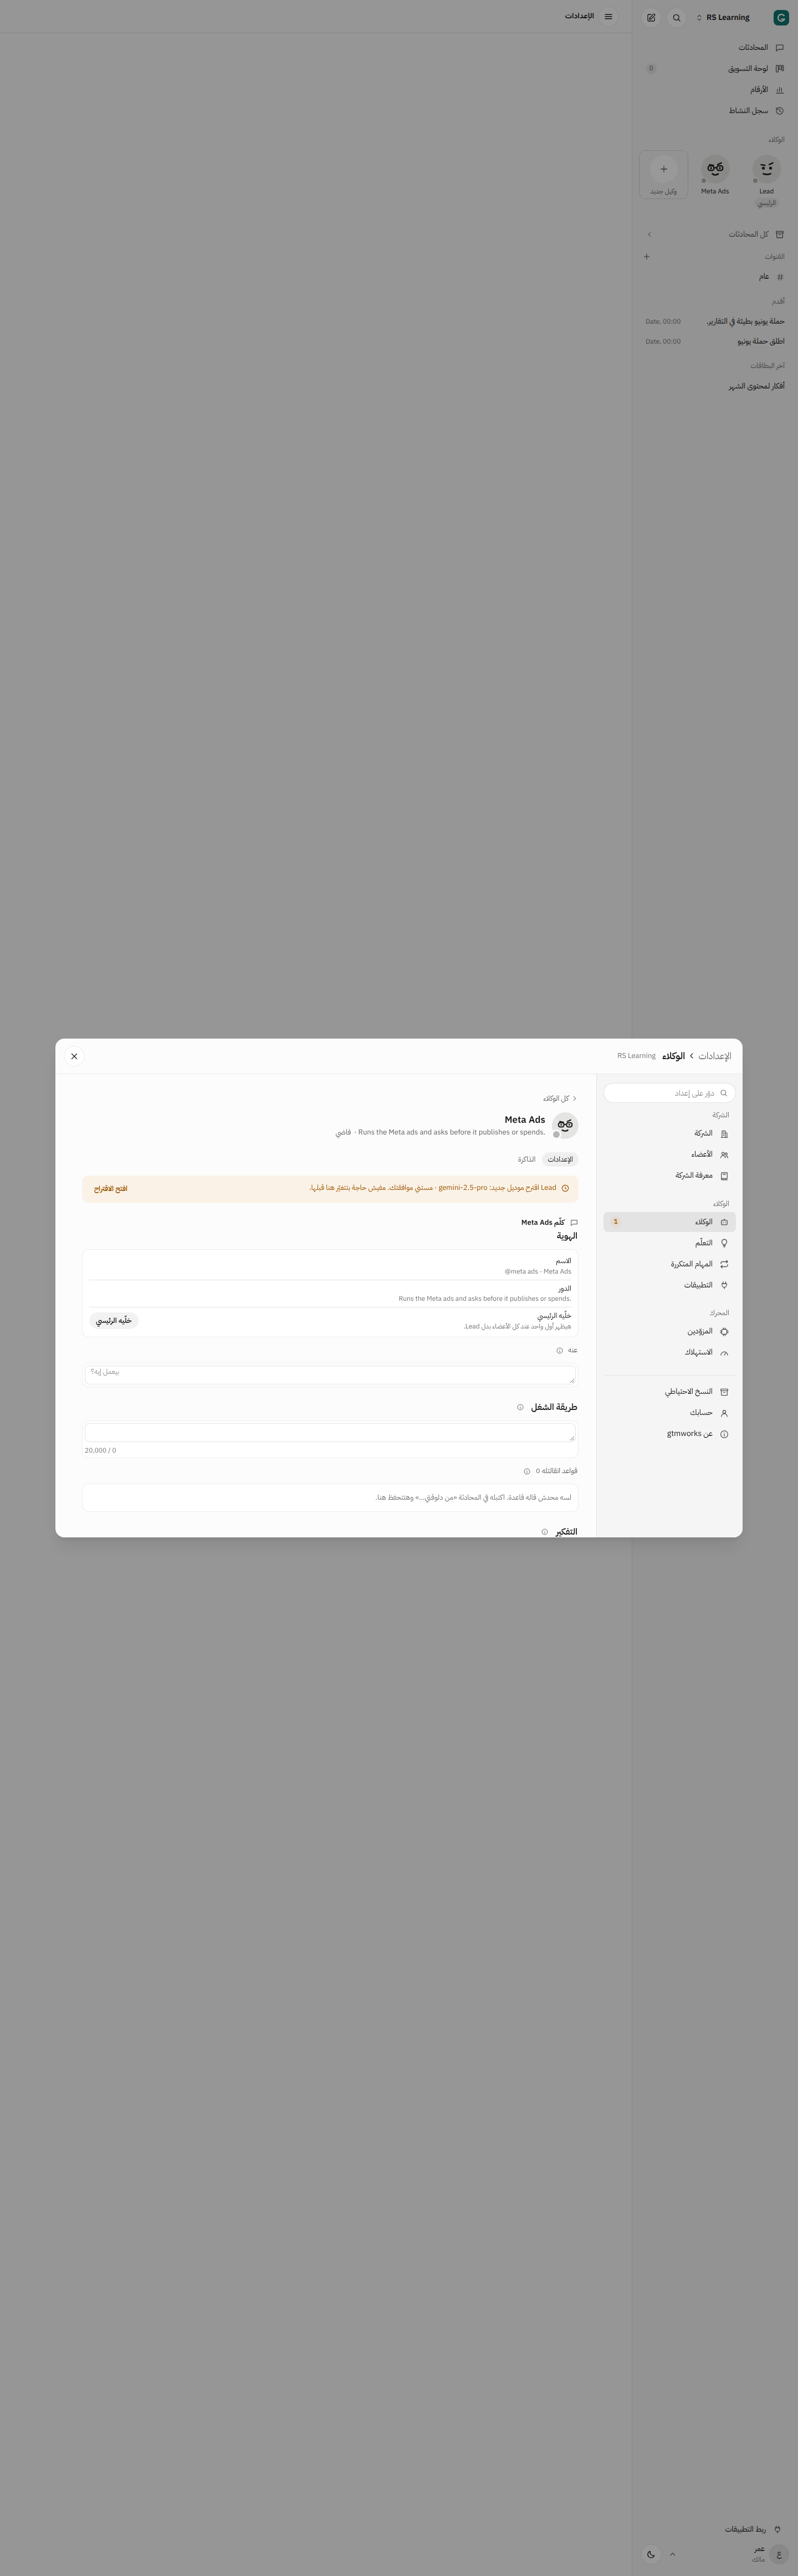 RS Learning
الإعدادات
المحادثات
لوحة التسويق
0
الأرقام
سجل النشاط
الوكلاء
Lead
الرئيسي
Meta Ads
وكيل جديد
كل المحادثات
القنوات
عام
أقدم
حملة يونيو بطيئة في التقارير.
Date, 00:00
اطلق حملة يونيو
Date, 00:00
آخر البطاقات
أفكار لمحتوى الشهر
الإعدادات
الوكلاء
RS Learning
دوّر على إعداد
الشركة
الشركة
الأعضاء
معرفة الشركة
الوكلاء
الوكلاء
1
التعلّم
المهام المتكررة
التطبيقات
المحرك
المزوّدين
الاستهلاك
النسخ الاحتياطي
حسابك
عن gtmworks
كل الوكلاء
Meta Ads
Runs the Meta ads and asks before it publishes or spends. · فاضي
الإعدادات
الذاكرة
Lead اقترح موديل جديد: gemini-2.5-pro · مستني موافقتك. مفيش حاجة بتتغيّر هنا قبلها.
افتح الاقتراح
كلّم Meta Ads
الهوية
الاسم
@meta ads - Meta Ads
الدور
Runs the Meta ads and asks before it publishes or spends.
خلّيه الرئيسي
هيظهر أول واحد عند كل الأعضاء بدل Lead.
خلّيه الرئيسي
عنه
بيعمل إيه؟
طريقة الشغل
20,000 / 0
قواعد اتقالتله 0
لسه محدش قاله قاعدة. اكتبله في المحادثة «من دلوقتي…» وهتتحفظ هنا.
التفكير
ربط التطبيقات
ع
عمر
مالك